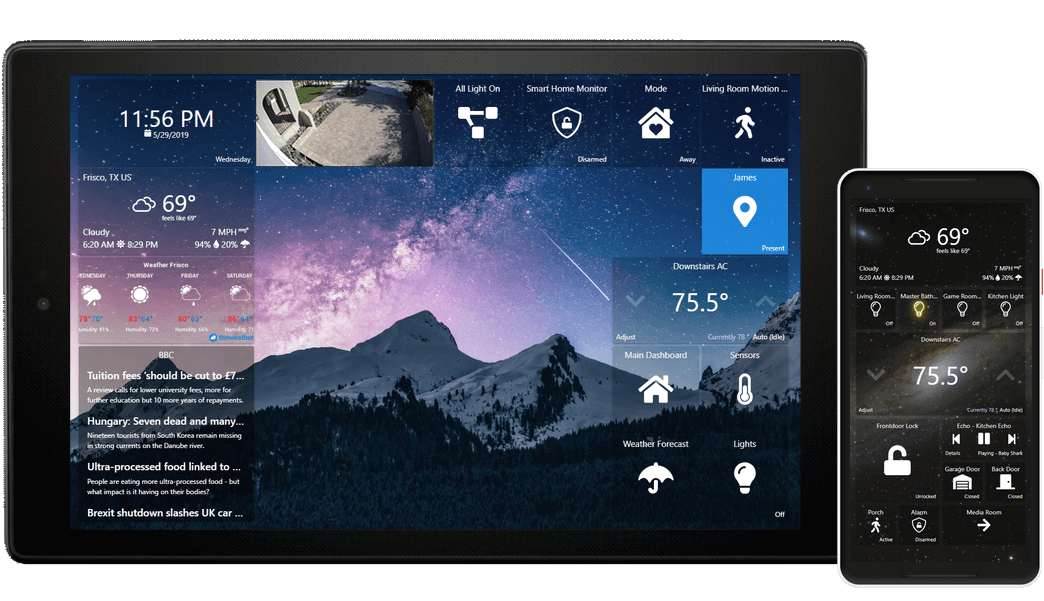 11:56 PM
5/29/2019
Wednesday
All Light On
Smart Home Monitor
Disarmed
Mode
Away
Living Room Motion ...
Inactive
Frisco, TX US
69°
feels like 69°
Cloudy
7 MPH
6:20 AM 8:29 PM
94% 20%
James
Present
Weather Frisco
EDNESDAY THURSDAY FRIDAY SATURDAY
78°70° 83°64° 80°63° 86°64°
Humidity: 91% Humidity: 73% Humidity: 66% Humidity: 71
theweather
Downstairs AC
75.5°
Adjust
Currently 78 ° Auto (Idle)
BBC
Tuition fees 'should be cut to £7...
A review calls for lower university fees, more for
further education but 10 more years of repayments.
Hungary: Seven dead and many...
Nineteen tourists from South Korea remain missing
in strong currents on the Danube river.
Ultra-processed food linked to ...
People are eating more ultra-processed food - but
what impact is it having on their bodies?
Brexit shutdown slashes UK car ...
Main Dashboard
Sensors
Weather Forecast
Lights
Off
Frisco, TX US
69°
feels like 69°
Cloudy
7 MPH
6:20 AM 8:29 PM
94% 20%
Living Room...
Off
Master Bath...
On
Game Room...
Off
Kitchen Light
Off
Downstairs AC
75.5°
Adjust
Currently 78 ° Auto (Idle)
Frontdoor Lock
Unlocked
Echo - Kitchen Echo
Details
Playing - Baby Shark
Garage Door
Closed
Back Door
Closed
Porch
Active
Alarm
Disarmed
Media Room